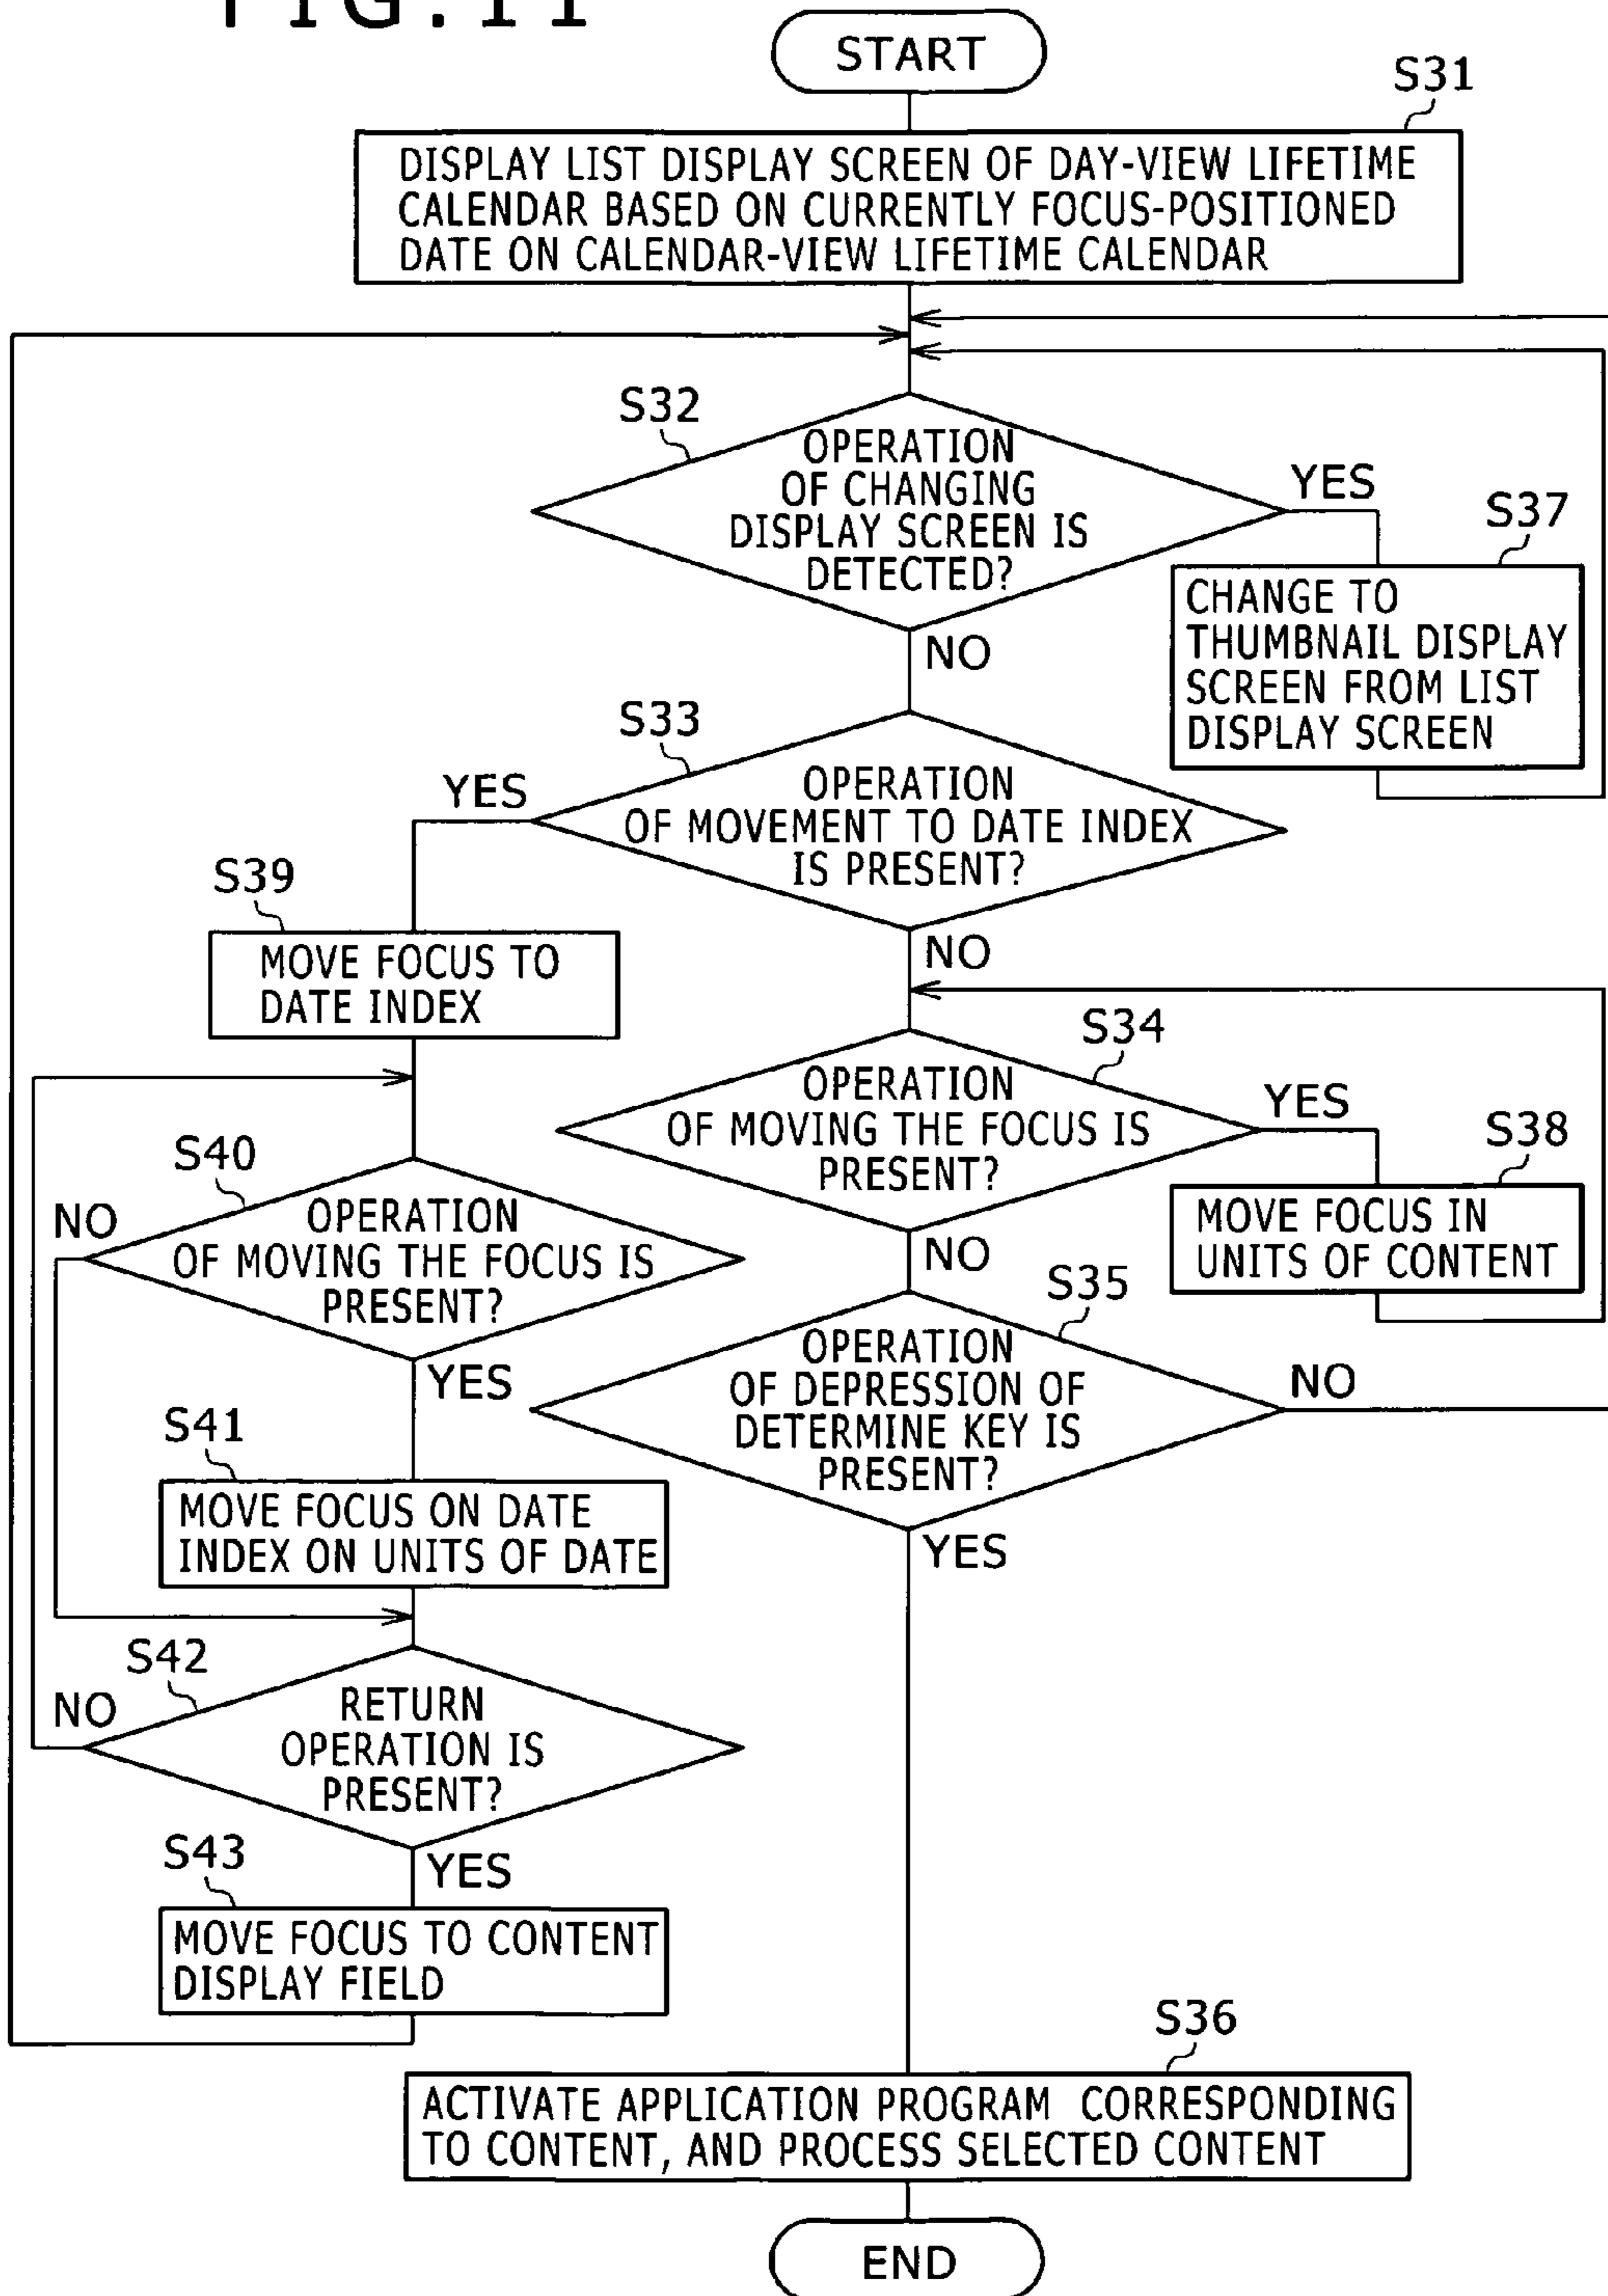 FIG.11
START
S31
DISPLAY LIST DISPLAY SCREEN OF DAY-VIEW LIFETIME
CALENDAR BASED ON CURRENTLY FOCUS-POSITIONED
DATE ON CALENDAR-VIEW LIFETIME CALENDAR
S32
OPERATION
OF CHANGING
DISPLAY SCREEN IS
DETECTED?
YES
NO
S37
CHANGE TO
THUMBNAIL DISPLAY
SCREEN FROM LIST
DISPLAY SCREEN
S33
YES
OPERATION
OF MOVEMENT TO DATE INDEX
IS PRESENT?
NO
S39
MOVE FOCUS TO
DATE INDEX
S34
OPERATION
OF MOVING THE FOCUS IS
PRESENT?
YES
NO
S38
MOVE FOCUS IN
UNITS OF CONTENT
S40
NO
OPERATION
OF MOVING THE FOCUS IS
PRESENT?
YES
S35
OPERATION
OF DEPRESSION OF
DETERMINE KEY IS
PRESENT?
NO
YES
S41
MOVE FOCUS ON DATE
INDEX ON UNITS OF DATE
S42
NO
RETURN
OPERATION IS
PRESENT?
YES
S43
MOVE FOCUS TO CONTENT
DISPLAY FIELD
S36
ACTIVATE APPLICATION PROGRAM CORRESPONDING
TO CONTENT, AND PROCESS SELECTED CONTENT
END